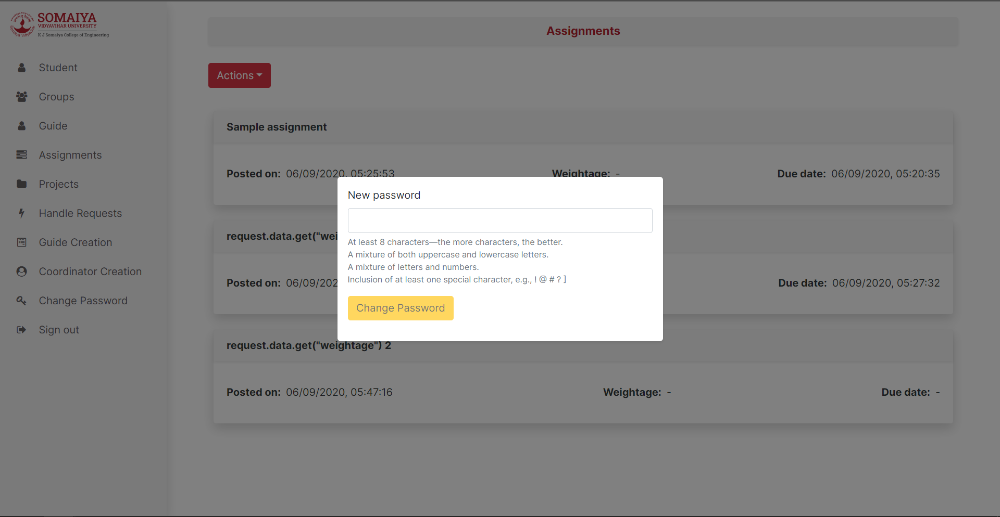 SOMAIYA
VIDYAVIHAR UNIVERSITY
K J Somaiya College of Engineering
Student
Groups
Guide
Assignments
Projects
Handle Requests
Guide Creation
Coordinator Creation
Change Password
Sign out
Assignments
Actions
Sample assignment
Posted on: 06/09/2020, 05:25:53 Weightage: - Due date: 06/09/2020, 05:20:35
request.data.get("wei
Posted on: 06/09/202 Due date: 06/09/2020, 05:27:32
request.data.get("weightage") 2
Posted on: 06/09/2020, 05:47:16 Weightage: - Due date: -
New password
At least 8 characters—the more characters, the better.
A mixture of both uppercase and lowercase letters.
A mixture of letters and numbers.
Inclusion of at least one special character, e.g., ! @ # ? ]
Change Password